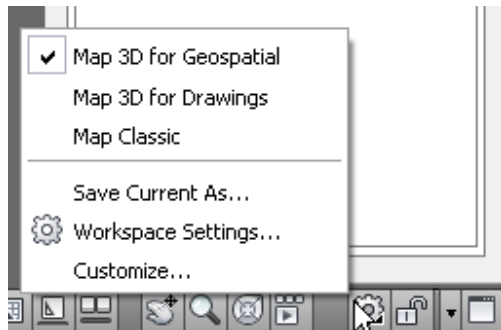 Map 3D for Geospatial
Map 3D for Drawings
Map Classic
Save Current As...
Workspace Settings...
Customize...